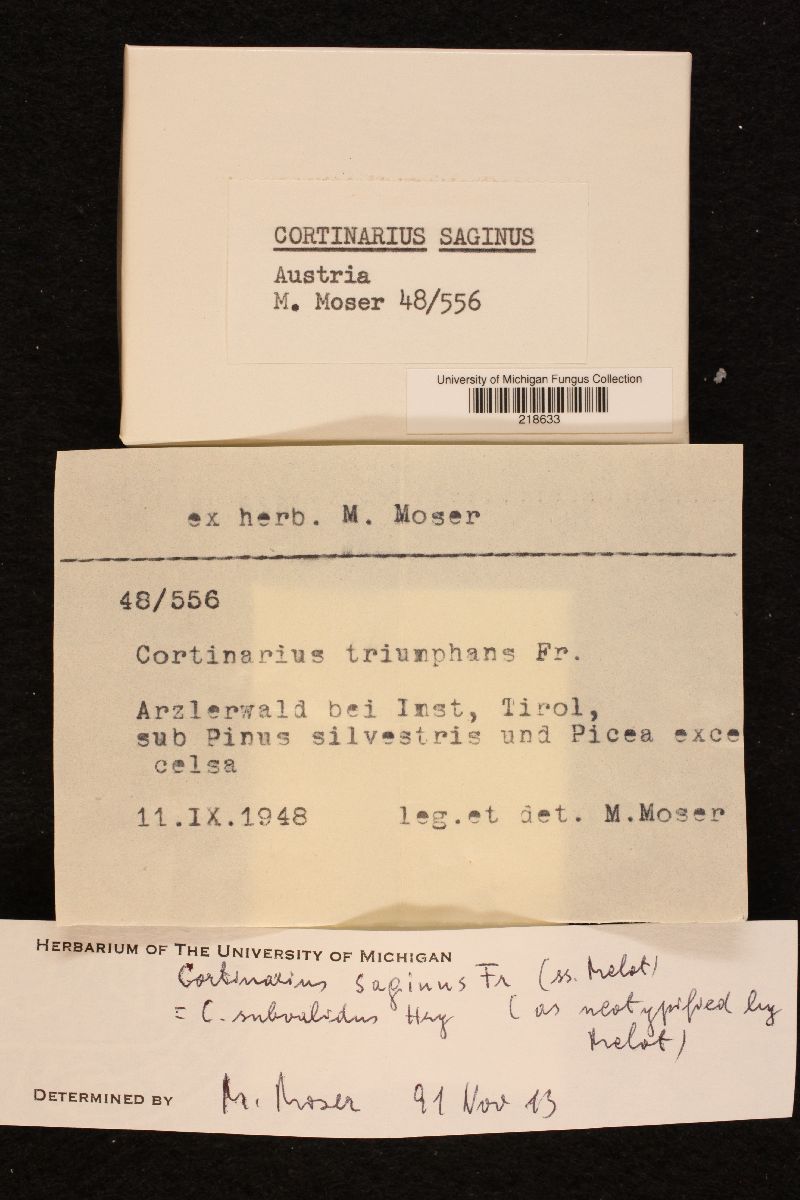 CORTINARIUS SAGINUS
Austria
M. Moser 48/556
University of Michigan Fungus Collection
218633
ex herb. M. Moser
48/556
Cortinarius triumphans Fr.
Arzlerwald bei Imst, Tirol,
sub Pinus silvestris und Picea exce
celsa
11.IX.1948 leg.et det. M.Moser
HERBARIUM OF THE UNIVERSITY OF MICHIGAN
Cortinarius saginus Fr (ss. Melot)
= C. subvalidus Hry (as neotypified by
Melot)
DETERMINED BY M. Moser 91 Nov 13